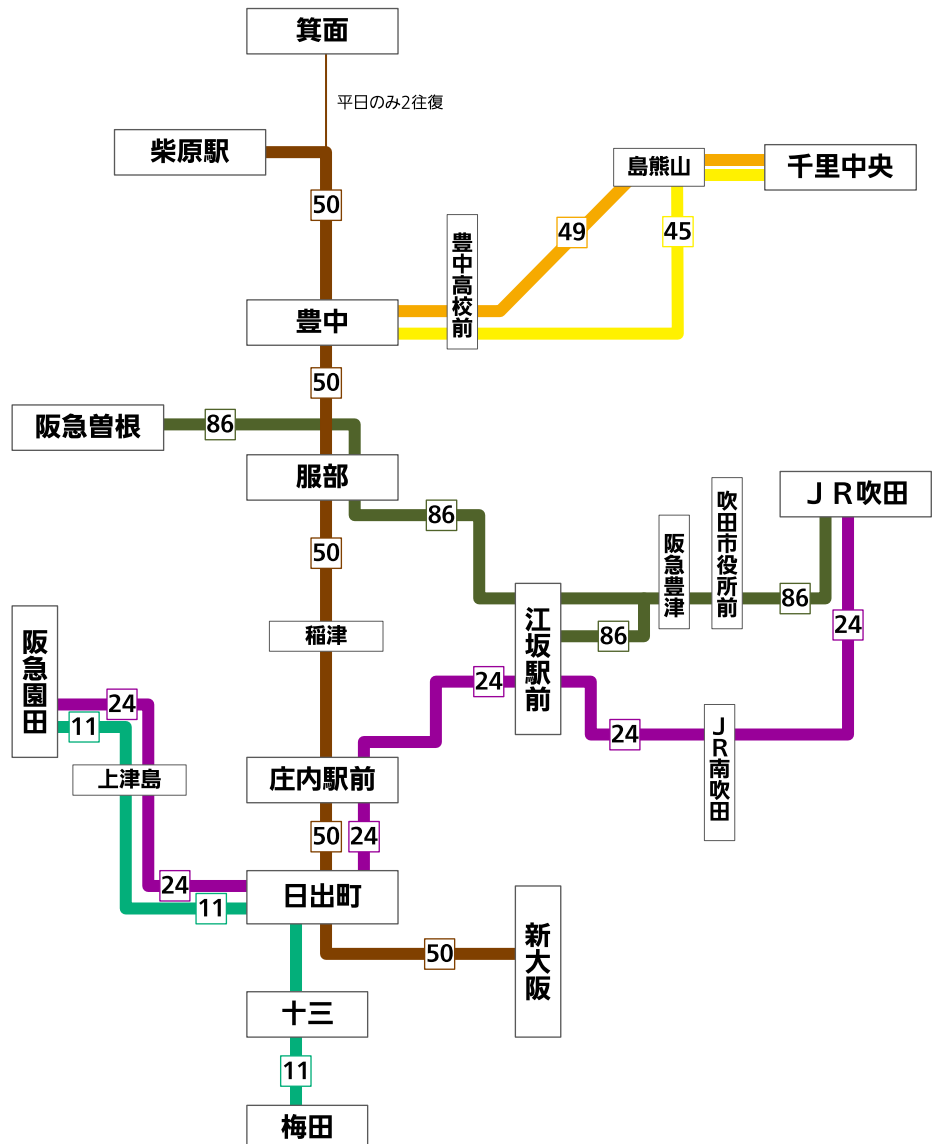 箕面
平日のみ2往復
柴原駅
島熊山
千里中央
50
49
45
豊中高校前
豊中
50
阪急曽根
86
服部
ＪＲ吹田
86
吹田市役所前
阪急豊津
50
86
江坂駅前
86
24
稲津
阪急園田
24
24
11
24
ＪＲ南吹田
上津島
庄内駅前
50
24
24
11
日出町
新大阪
50
十三
11
梅田